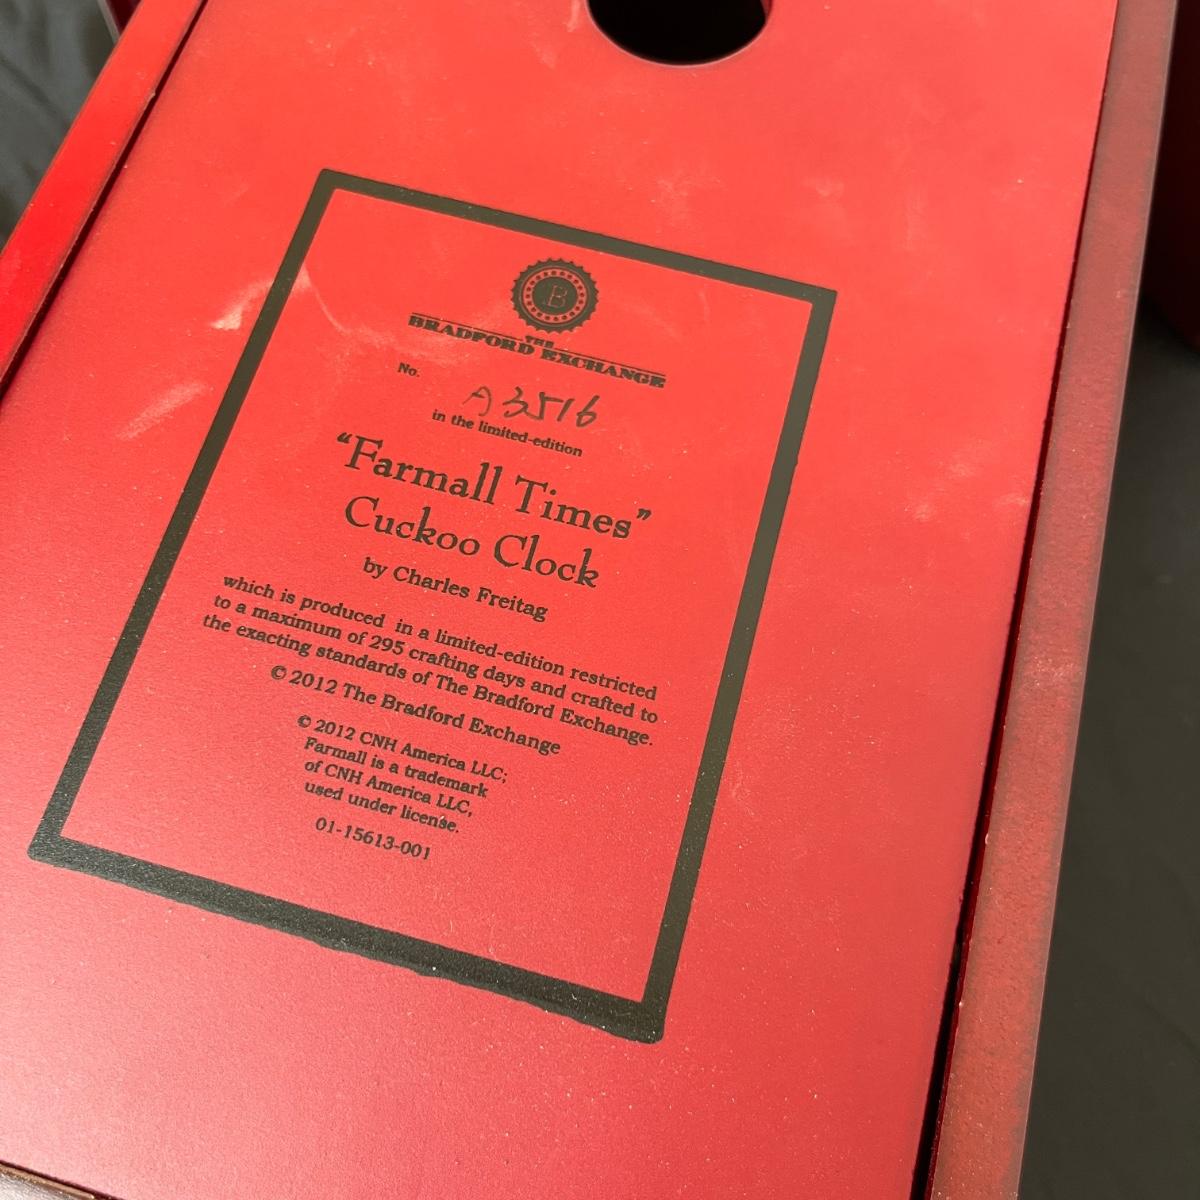 B
THE
BRADFORD EXCHANGE
No. A3516
in the limited-edition
"Farmall Times"
Cuckoo Clock
by Charles Freitag
which is produced in a limited-edition restricted
to a maximum of 295 crafting days and crafted to
the exacting standards of The Bradford Exchange.
© 2012 The Bradford Exchange
© 2012 CNH America LLC;
Farmall is a trademark
of CNH America LLC,
used under license.
01-15613-001